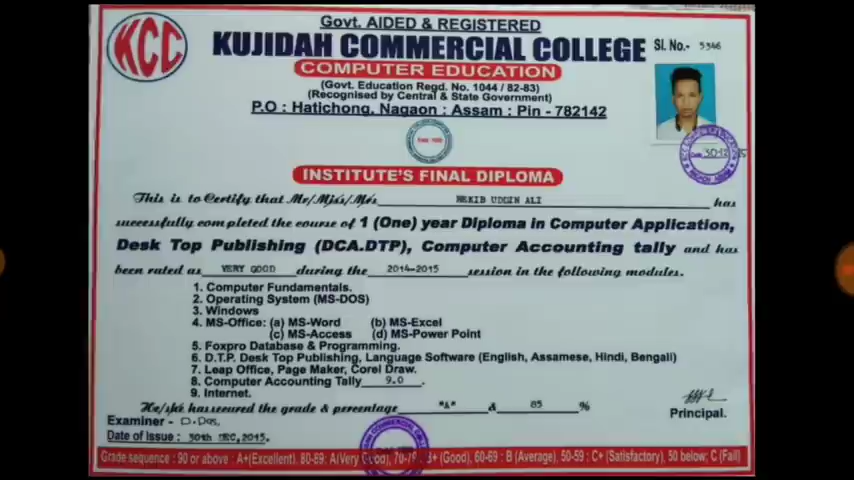 Govt. AIDED & REGISTERED
KCC
KUJIDAH COMMERCIAL COLLEGE
Sl. No.- 5346
COMPUTER EDUCATION
(Govt. Education Regd. No. 1044 / 82-83)
(Recognised by Central & State Government)
P.O : Hatichong, Nagaon : Assam : Pin - 782142
INSTITUTE'S FINAL DIPLOMA
This is to Certify that Mr/Miss/Mrs NEKIB UDDIN ALI has
successfully completed the course of 1 (One) year Diploma in Computer Application,
Desk Top Publishing (DCA.DTP), Computer Accounting tally and has
been rated as VERY GOOD during the 2014-2015 session in the following modules.
1. Computer Fundamentals.
2. Operating System (MS-DOS)
3. Windows
4. MS-Office: (a) MS-Word (b) MS-Excel
(c) MS-Access (d) MS-Power Point
5. Foxpro Database & Programming.
6. D.T.P. Desk Top Publishing, Language Software (English, Assamese, Hindi, Bengali)
7. Leap Office, Page Maker, Corel Draw.
8. Computer Accounting Tally 9.0 .
9. Internet.
He/she has secured the grade & percentage "A" & 85 %
Principal.
Examiner - D. Das.
Date of Issue : 30th DEC, 2015.
Grade sequence : 90 or above : A+(Excellent), 80-89: A(Very Good), 70-79 B+ (Good), 60-69 : B (Average), 50-59 : C+ (Satisfactory), 50 below; C (Fail)